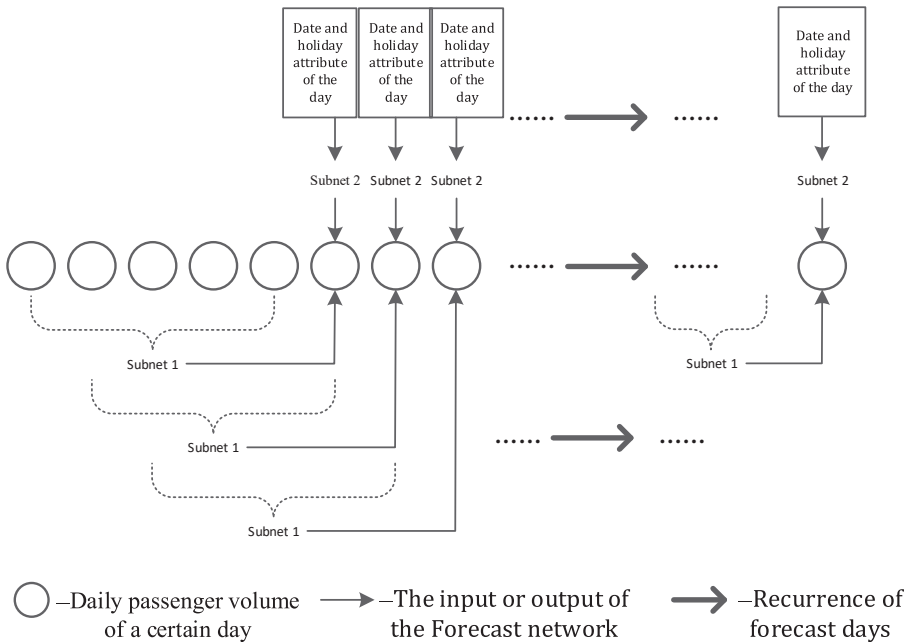 Date and
holiday
attribute
of the
day
Date and
holiday
attribute
of the
day
Date and
holiday
attribute
of the
day
Date and
holiday
attribute
of the day
......
......
Subnet 2
Subnet 2
Subnet 2
Subnet 2
......
......
Subnet 1
Subnet 1
Subnet 1
......
......
Subnet 1
–Daily passenger volume
of a certain day
–The input or output of
the Forecast network
–Recurrence of
forecast days